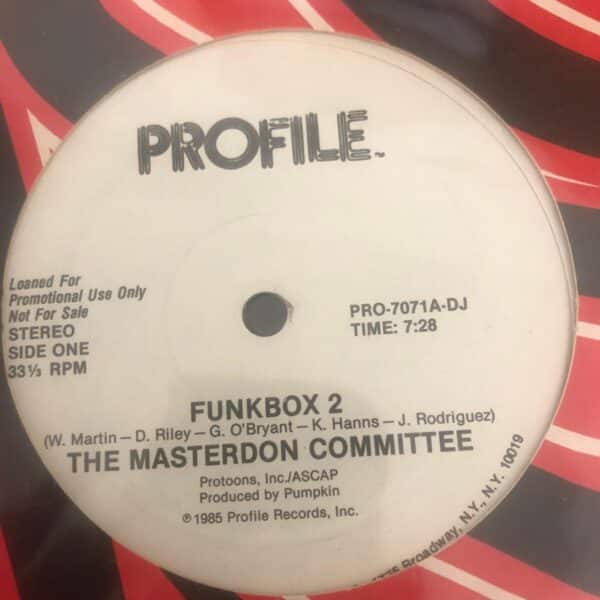 PROFILE™
Loaned For
Promotional Use Only
Not For Sale
STEREO
SIDE ONE
33⅓ RPM
PRO-7071A-DJ
TIME: 7:28
FUNKBOX 2
(W. Martin – D. Riley – G. O'Bryant – K. Hanns – J. Rodriguez)
THE MASTERDON COMMITTEE
Protoons, Inc./ASCAP
Produced by Pumpkin
℗ 1985 Profile Records, Inc.
Broadway, N.Y., N.Y. 10019